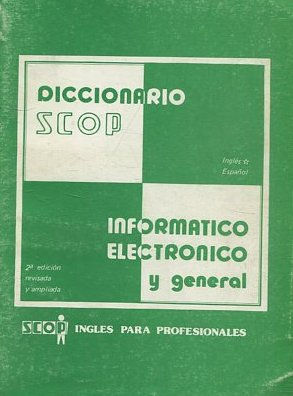 DICCIONARIO
SCOP
Inglés ☆
Español
INFORMATICO
ELECTRONICO
y general
2ª edición
revisada
y ampliada
SCOP INGLES PARA PROFESIONALES